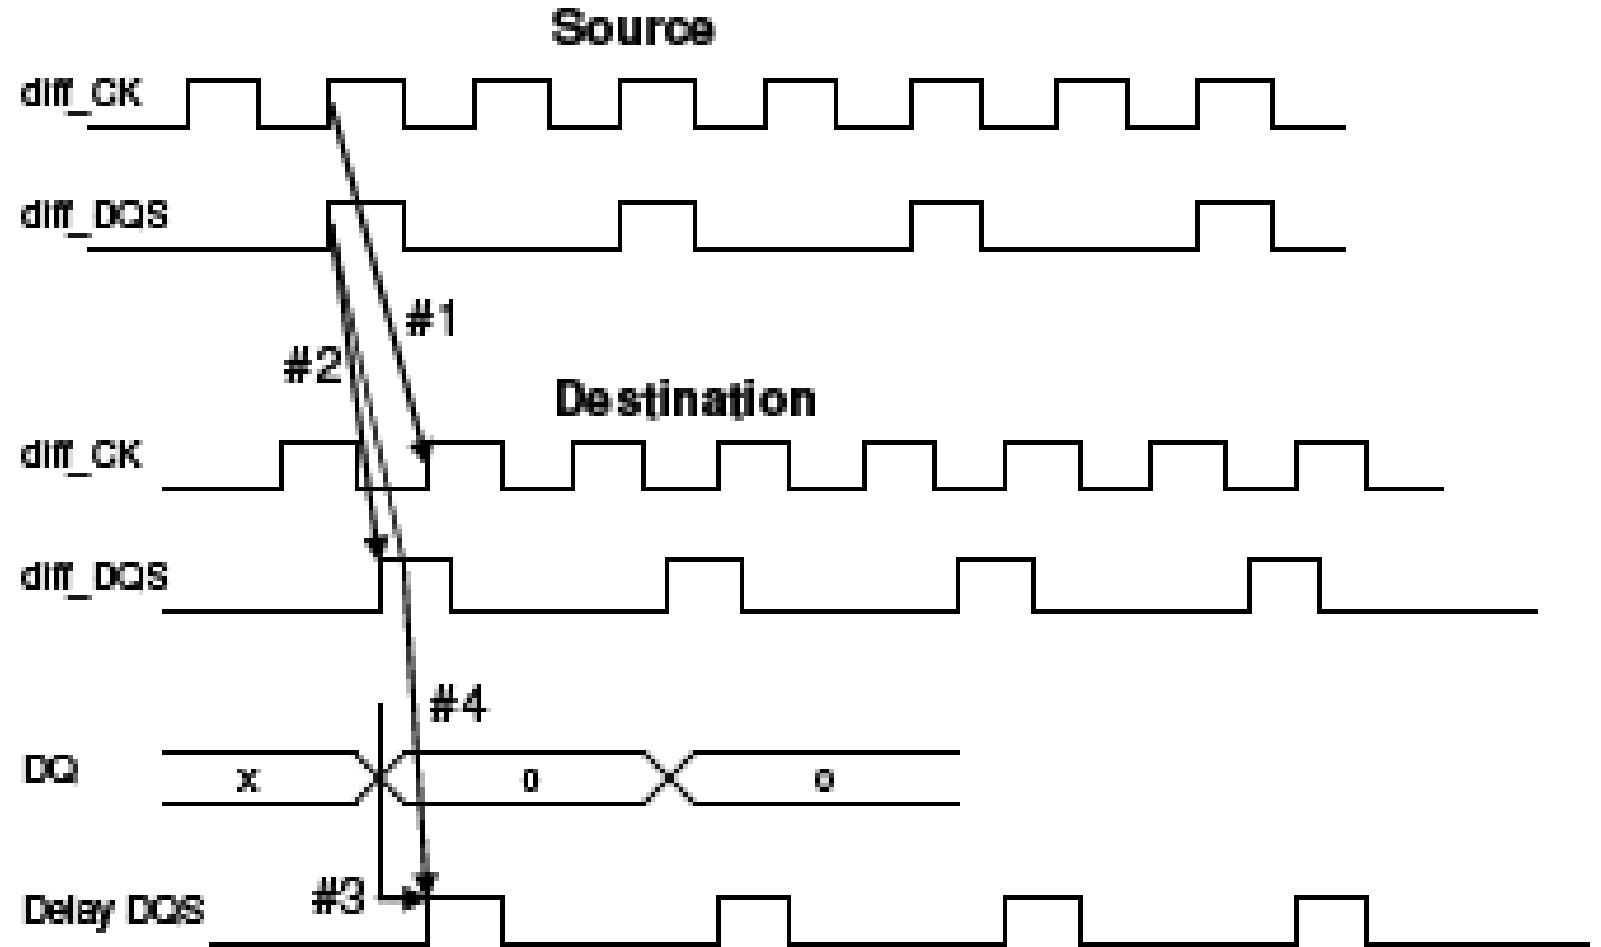 Source
diff_CK
diff_DQS
#1
#2
Destination
diff_CK
diff_DQS
#4
DQ
x
0
0
#3
Delay DQS